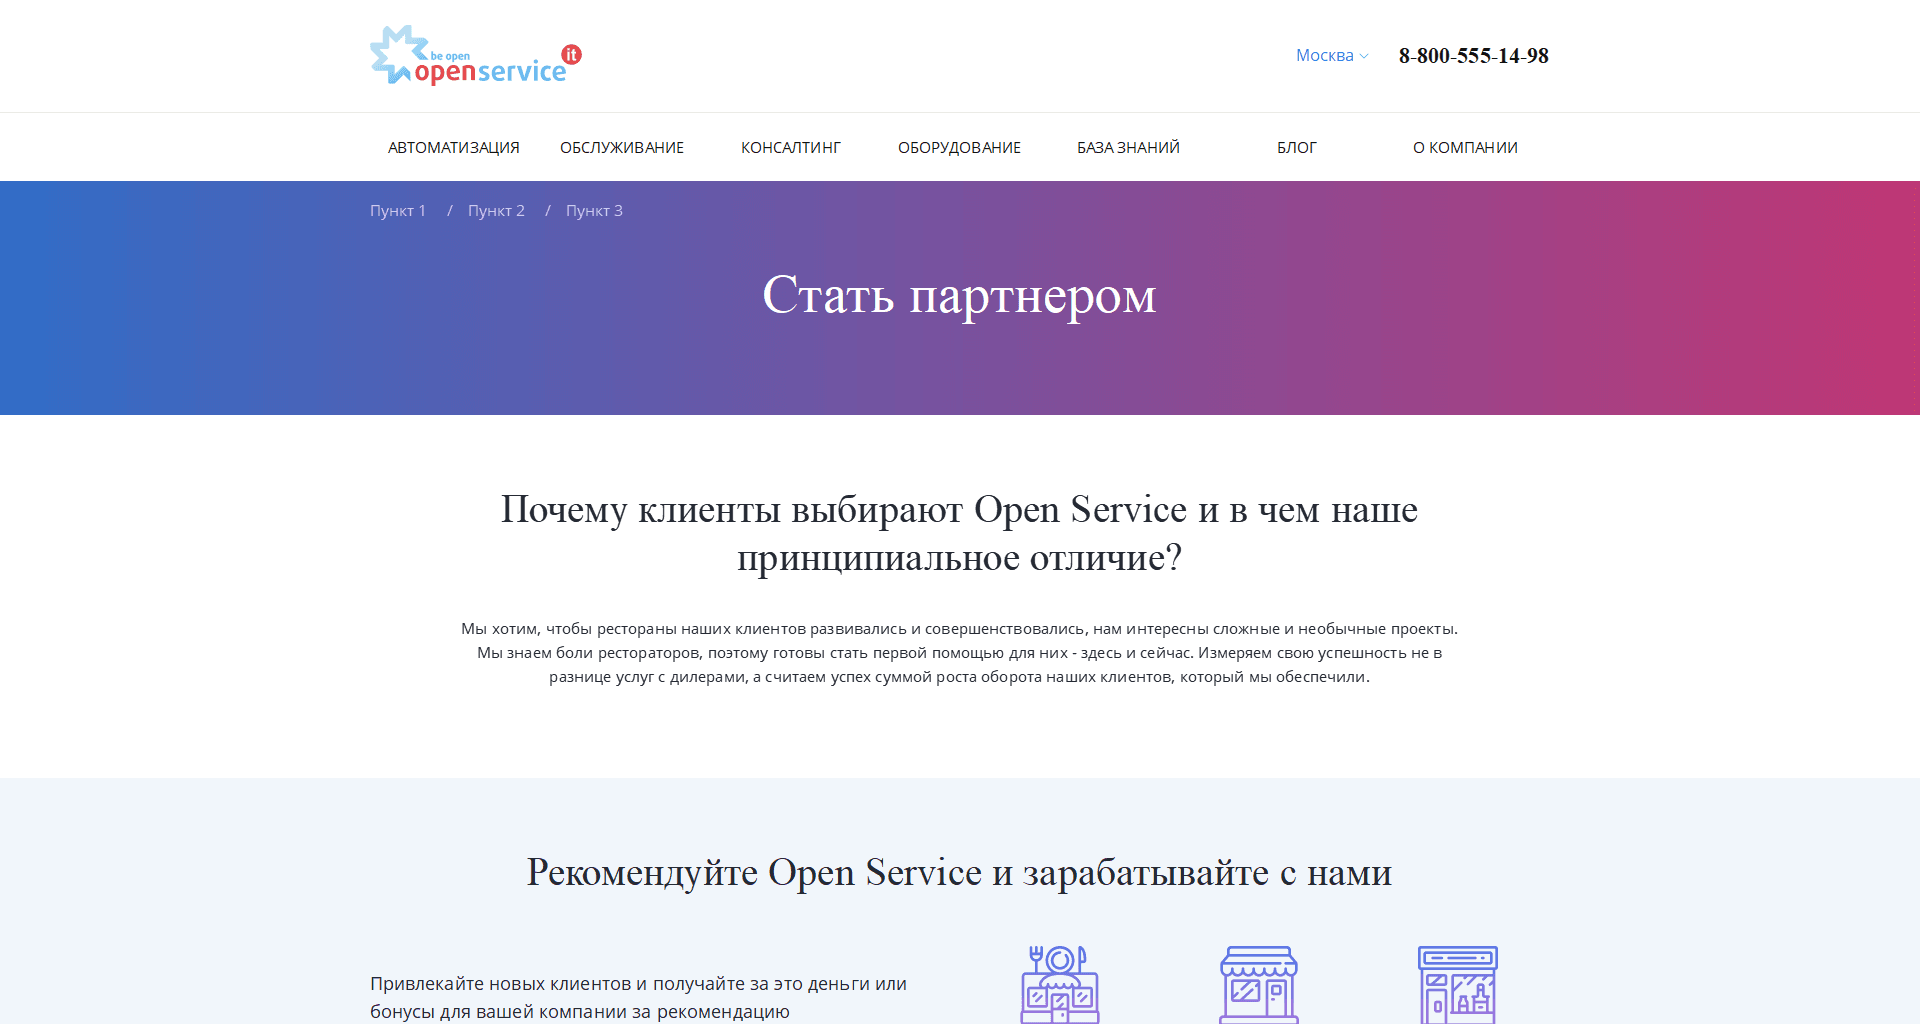 be open
openservice it
Москва
8-800-555-14-98
АВТОМАТИЗАЦИЯ
ОБСЛУЖИВАНИЕ
КОНСАЛТИНГ
ОБОРУДОВАНИЕ
БАЗА ЗНАНИЙ
БЛОГ
О КОМПАНИИ
Пункт 1 / Пункт 2 / Пункт 3
Стать партнером
Почему клиенты выбирают Open Service и в чем наше
принципиальное отличие?
Мы хотим, чтобы рестораны наших клиентов развивались и совершенствовались, нам интересны сложные и необычные проекты.
Мы знаем боли рестораторов, поэтому готовы стать первой помощью для них - здесь и сейчас. Измеряем свою успешность не в
разнице услуг с дилерами, а считаем успех суммой роста оборота наших клиентов, который мы обеспечили.
Рекомендуйте Open Service и зарабатывайте с нами
Привлекайте новых клиентов и получайте за это деньги или
бонусы для вашей компании за рекомендацию